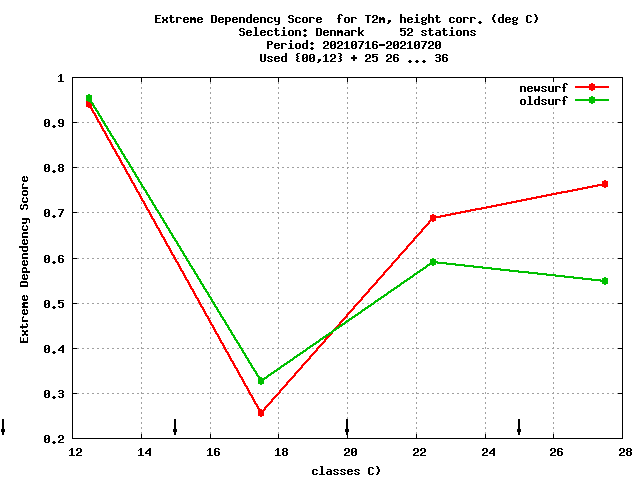 Extreme Dependency Score  for T2m, height corr. (deg C)
Selection: Denmark     52 stations
Period: 20210716-20210720
Used {00,12} + 25 26 ... 36
newsurf
oldsurf
Extreme Dependency Score
1
0.9
0.8
0.7
0.6
0.5
0.4
0.3
0.2
12 14 16 18 20 22 24 26 28
classes C)